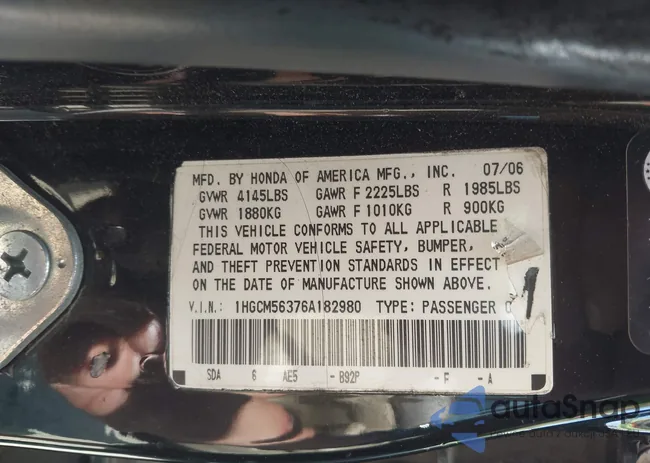 MFD. BY HONDA OF AMERICA MFG., INC. 07/06
GVWR 4145LBS GAWR F 2225LBS R 1985LBS
GVWR 1880KG GAWR F 1010KG R 900KG
THIS VEHICLE CONFORMS TO ALL APPLICABLE
FEDERAL MOTOR VEHICLE SAFETY, BUMPER,
AND THEFT PREVENTION STANDARDS IN EFFECT
ON THE DATE OF MANUFACTURE SHOWN ABOVE.
V.I.N.: 1HGCM56376A182980 TYPE: PASSENGER
SDA 6 AE5 - B92P - F - A
autaSnap